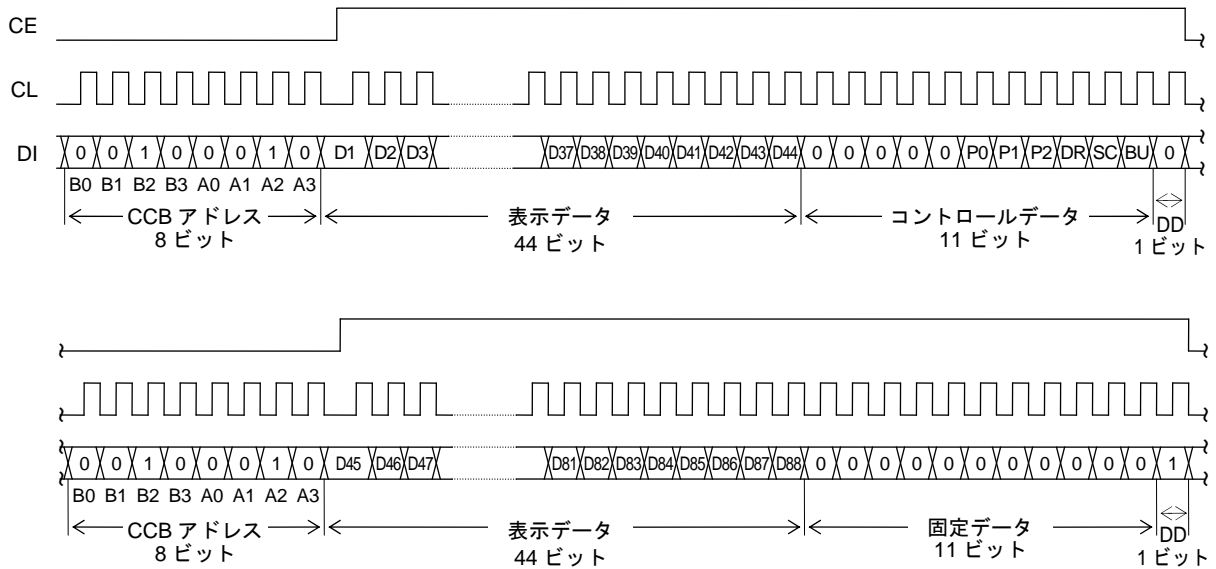 CE
CL
DI 0 0 1 0 0 0 1 0 D1 D2 D3 D37 D38 D39 D40 D41 D42 D43 D44 0 0 0 0 0 P0 P1 P2 DR SC BU 0
B0 B1 B2 B3 A0 A1 A2 A3
CCB アドレス 表示データ コントロールデータ DD
8 ビット 44 ビット 11 ビット 1 ビット
0 0 1 0 0 0 1 0 D45 D46 D47 D81 D82 D83 D84 D85 D86 D87 D88 0 0 0 0 0 0 0 0 0 0 0 1
B0 B1 B2 B3 A0 A1 A2 A3
CCB アドレス 表示データ 固定データ DD
8 ビット 44 ビット 11 ビット 1 ビット